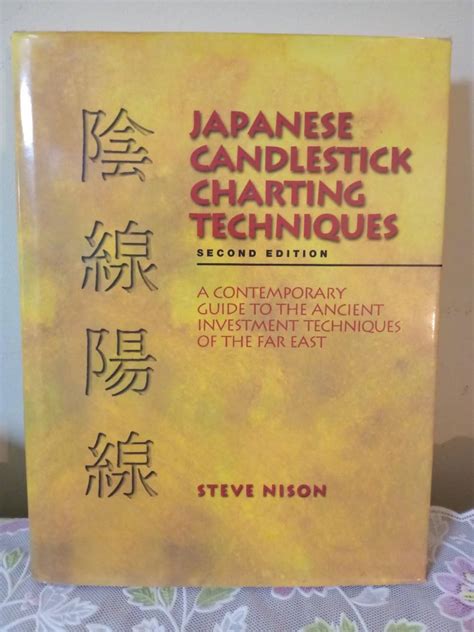 陰線陽線
JAPANESE
CANDLESTICK
CHARTING
TECHNIQUES
SECOND EDITION
A CONTEMPORARY
GUIDE TO THE ANCIENT
INVESTMENT TECHNIQUES
OF THE FAR EAST
STEVE NISON